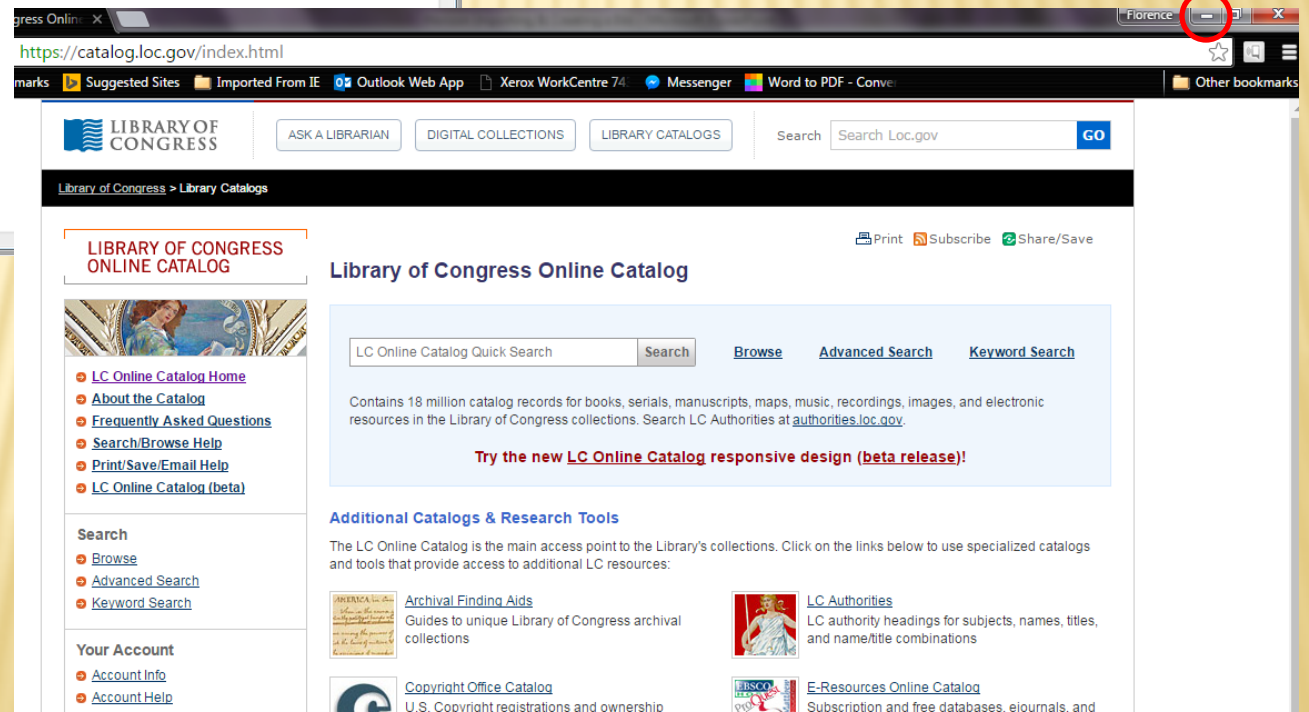 gress Online
Florence
https://catalog.loc.gov/index.html
marks Suggested Sites Imported From IE Outlook Web App Xerox WorkCentre 74 Messenger Word to PDF - Conve Other bookmarks
LIBRARY OF
CONGRESS
ASK A LIBRARIAN DIGITAL COLLECTIONS LIBRARY CATALOGS Search Search Loc.gov GO
Library of Congress > Library Catalogs
Print Subscribe Share/Save
LIBRARY OF CONGRESS
ONLINE CATALOG
Library of Congress Online Catalog
LC Online Catalog Quick Search Search Browse Advanced Search Keyword Search
Contains 18 million catalog records for books, serials, manuscripts, maps, music, recordings, images, and electronic
resources in the Library of Congress collections. Search LC Authorities at authorities.loc.gov.
Try the new LC Online Catalog responsive design (beta release)!
LC Online Catalog Home
About the Catalog
Frequently Asked Questions
Search/Browse Help
Print/Save/Email Help
LC Online Catalog (beta)
Search
Browse
Advanced Search
Keyword Search
Your Account
Account Info
Account Help
Additional Catalogs & Research Tools
The LC Online Catalog is the main access point to the Library's collections. Click on the links below to use specialized catalogs
and tools that provide access to additional LC resources:
AMERICA
Archival Finding Aids
Guides to unique Library of Congress archival
collections
LC Authorities
LC authority headings for subjects, names, titles,
and name/title combinations
Copyright Office Catalog
U.S. Copyright registrations and ownership
EBSCO
ProQuest
E-Resources Online Catalog
Subscription and free databases, ejournals, and